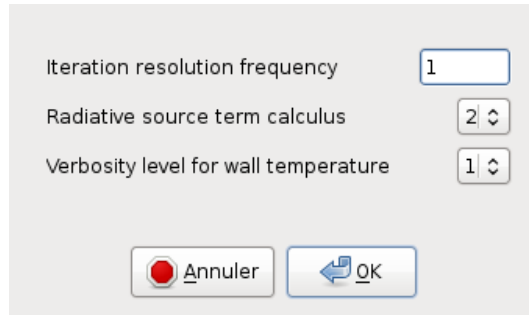 Iteration resolution frequency 1
Radiative source term calculus 2
Verbosity level for wall temperature 1
Annuler OK